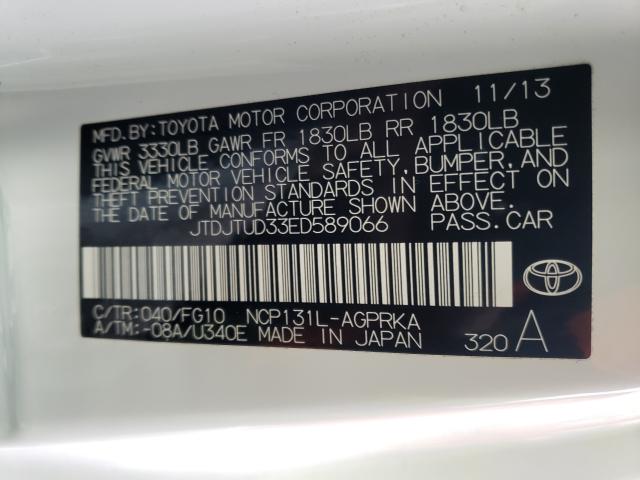 MFD. BY: TOYOTA MOTOR CORPORATION 11/13
GVWR 3330LB GAWR FR 1830LB RR 1830LB
THIS VEHICLE CONFORMS TO ALL APPLICABLE
FEDERAL MOTOR VEHICLE SAFETY, BUMPER, AND
THEFT PREVENTION STANDARDS IN EFFECT ON
THE DATE OF MANUFACTURE SHOWN ABOVE.
JTDJTUD33ED589066 PASS. CAR
C/TR: 040/FG10 NCP131L-AGPRKA
A/TM: -08A/U340E MADE IN JAPAN 320 A